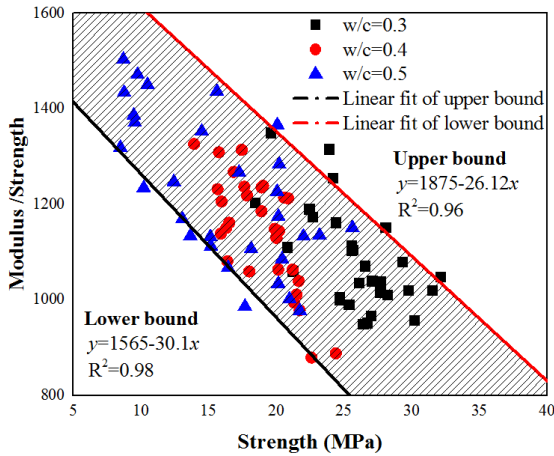 1600
1400
1200
1000
800
Modulus /Strength
w/c=0.3
w/c=0.4
w/c=0.5
Linear fit of upper bound
Linear fit of lower bound
Upper bound
y=1875-26.12x
R²=0.96
Lower bound
y=1565-30.1x
R²=0.98
5 10 15 20 25 30 35 40
Strength (MPa)